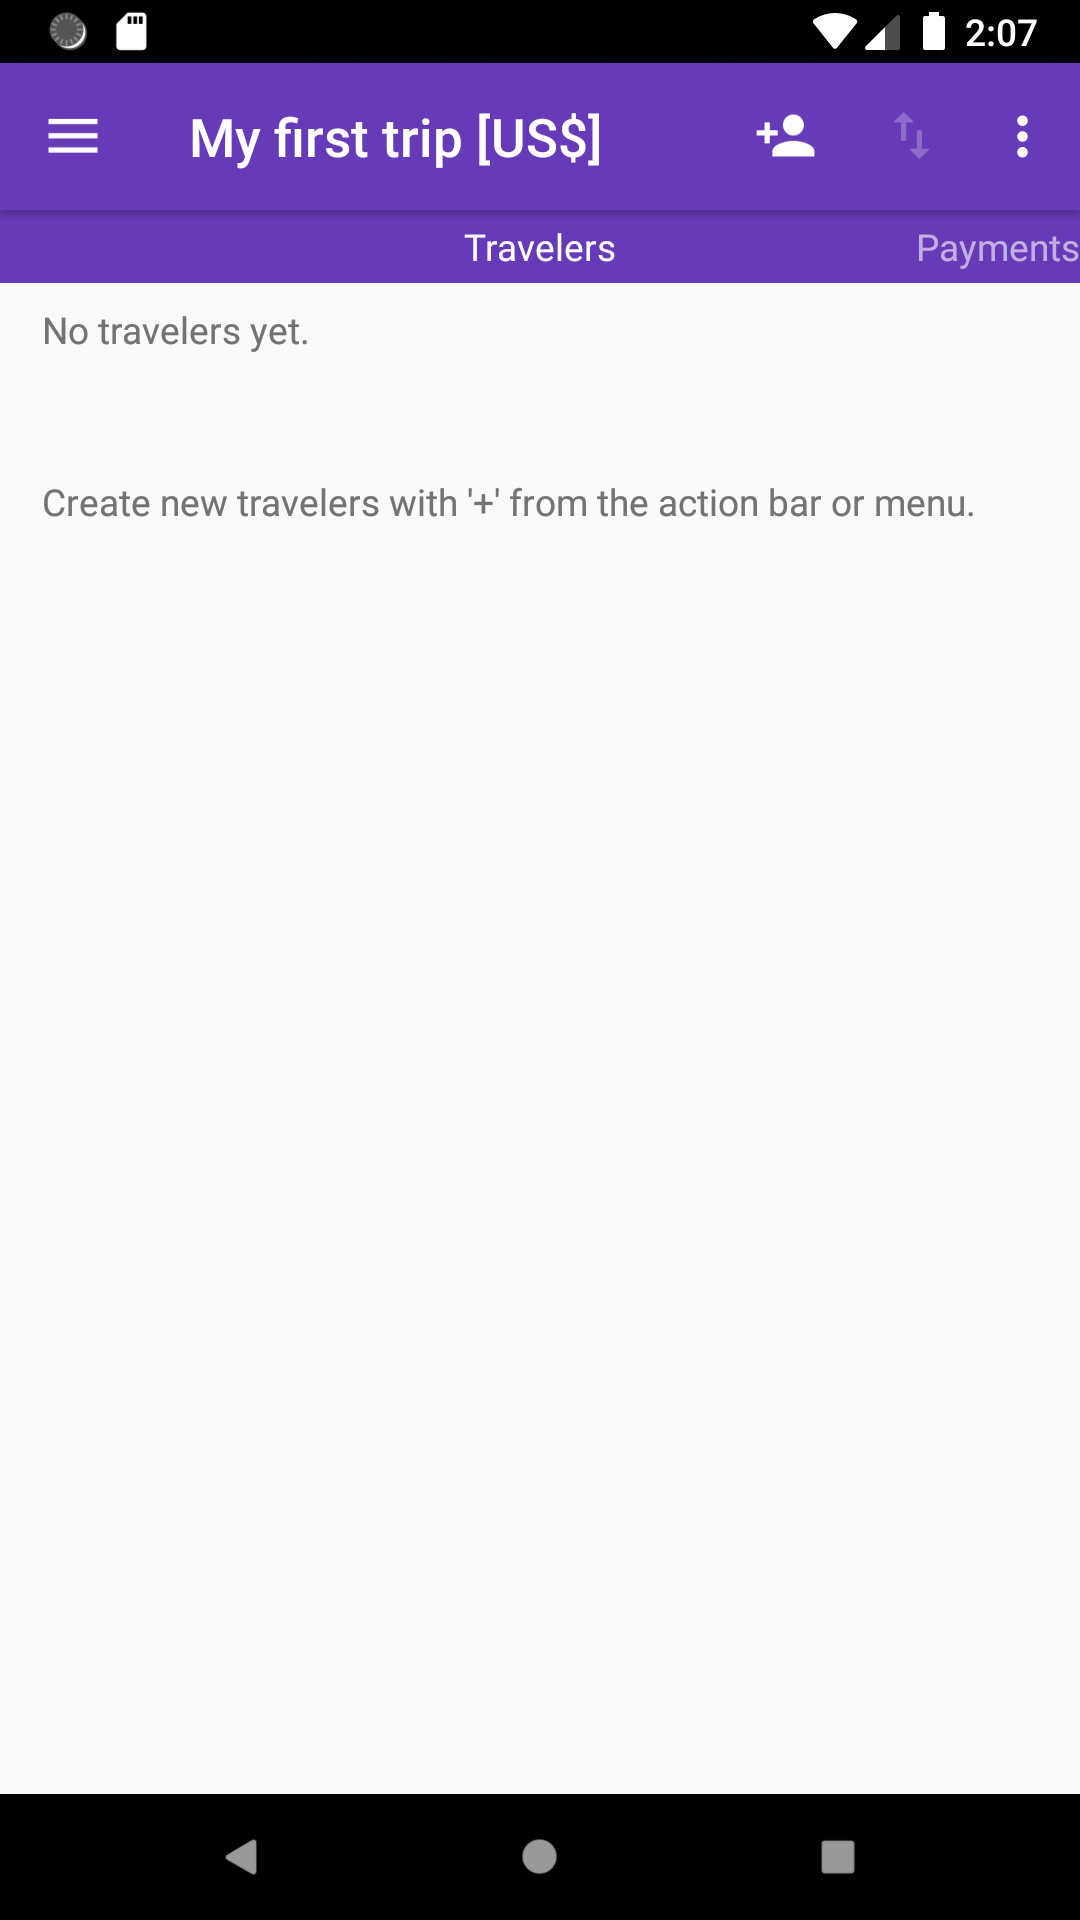 2:07
My first trip [US$]
Travelers
Payments
No travelers yet.
Create new travelers with '+' from the action bar or menu.